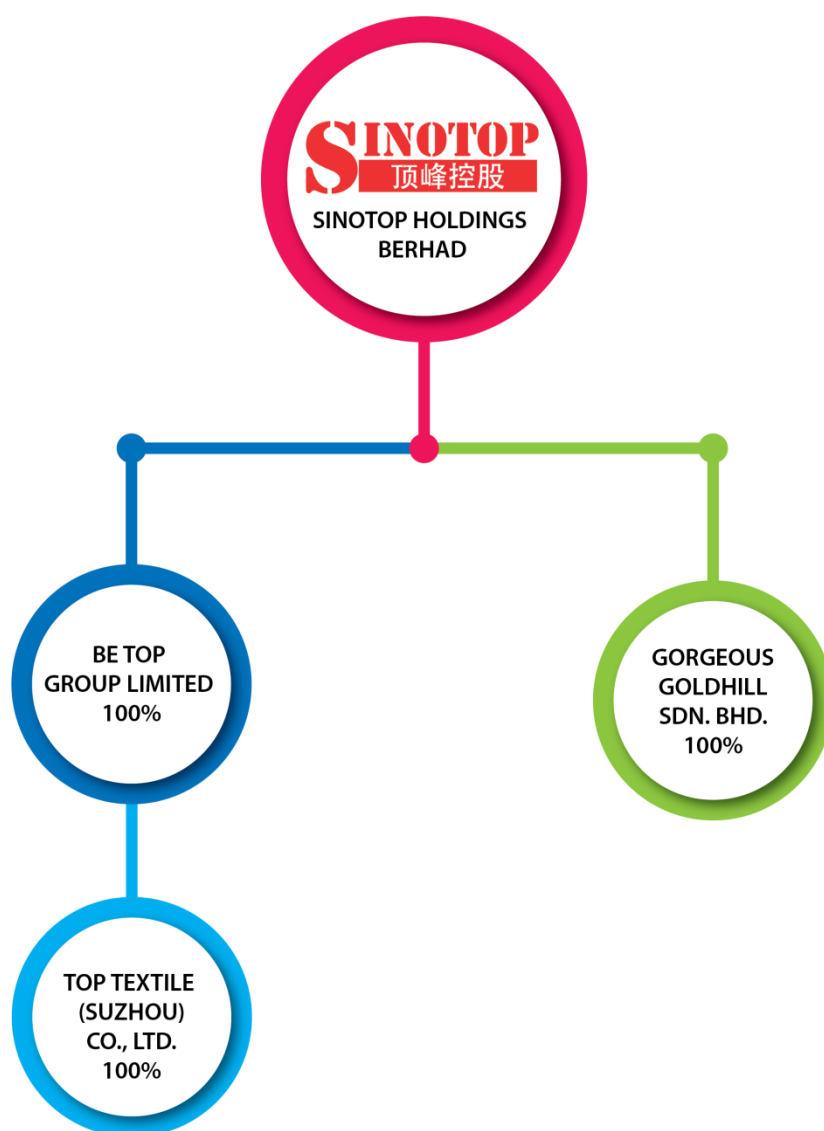 SINOTOP
顶峰控股
SINOTOP HOLDINGS
BERHAD
BE TOP
GROUP LIMITED
100%
GORGEOUS
GOLDHILL
SDN. BHD.
100%
TOP TEXTILE
(SUZHOU)
CO., LTD.
100%